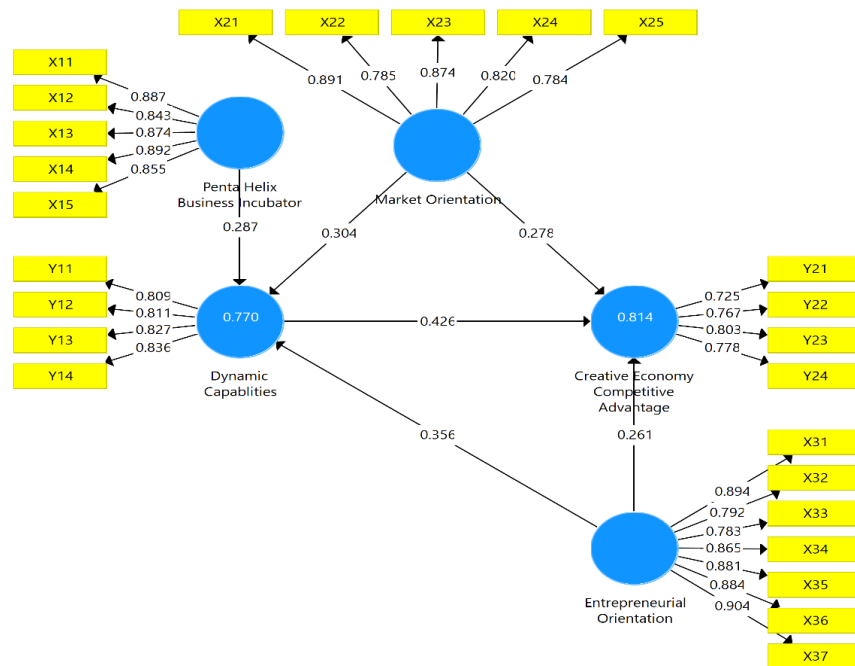 X21
X22
X23
X24
X25
0.891
0.785
0.874
0.820
0.784
X11
X12
X13
X14
X15
0.887
0.843
0.874
0.892
0.855
Penta Helix
Business Incubator
Market Orientation
0.287
0.304
0.278
Y11
Y12
Y13
Y14
0.809
0.811
0.827
0.836
0.770
Dynamic
Capablities
0.426
0.814
Creative Economy
Competitive
Advantage
0.725
0.767
0.803
0.778
Y21
Y22
Y23
Y24
0.356
0.261
Entrepreneurial
Orientation
0.894
0.792
0.783
0.865
0.881
0.884
0.904
X31
X32
X33
X34
X35
X36
X37